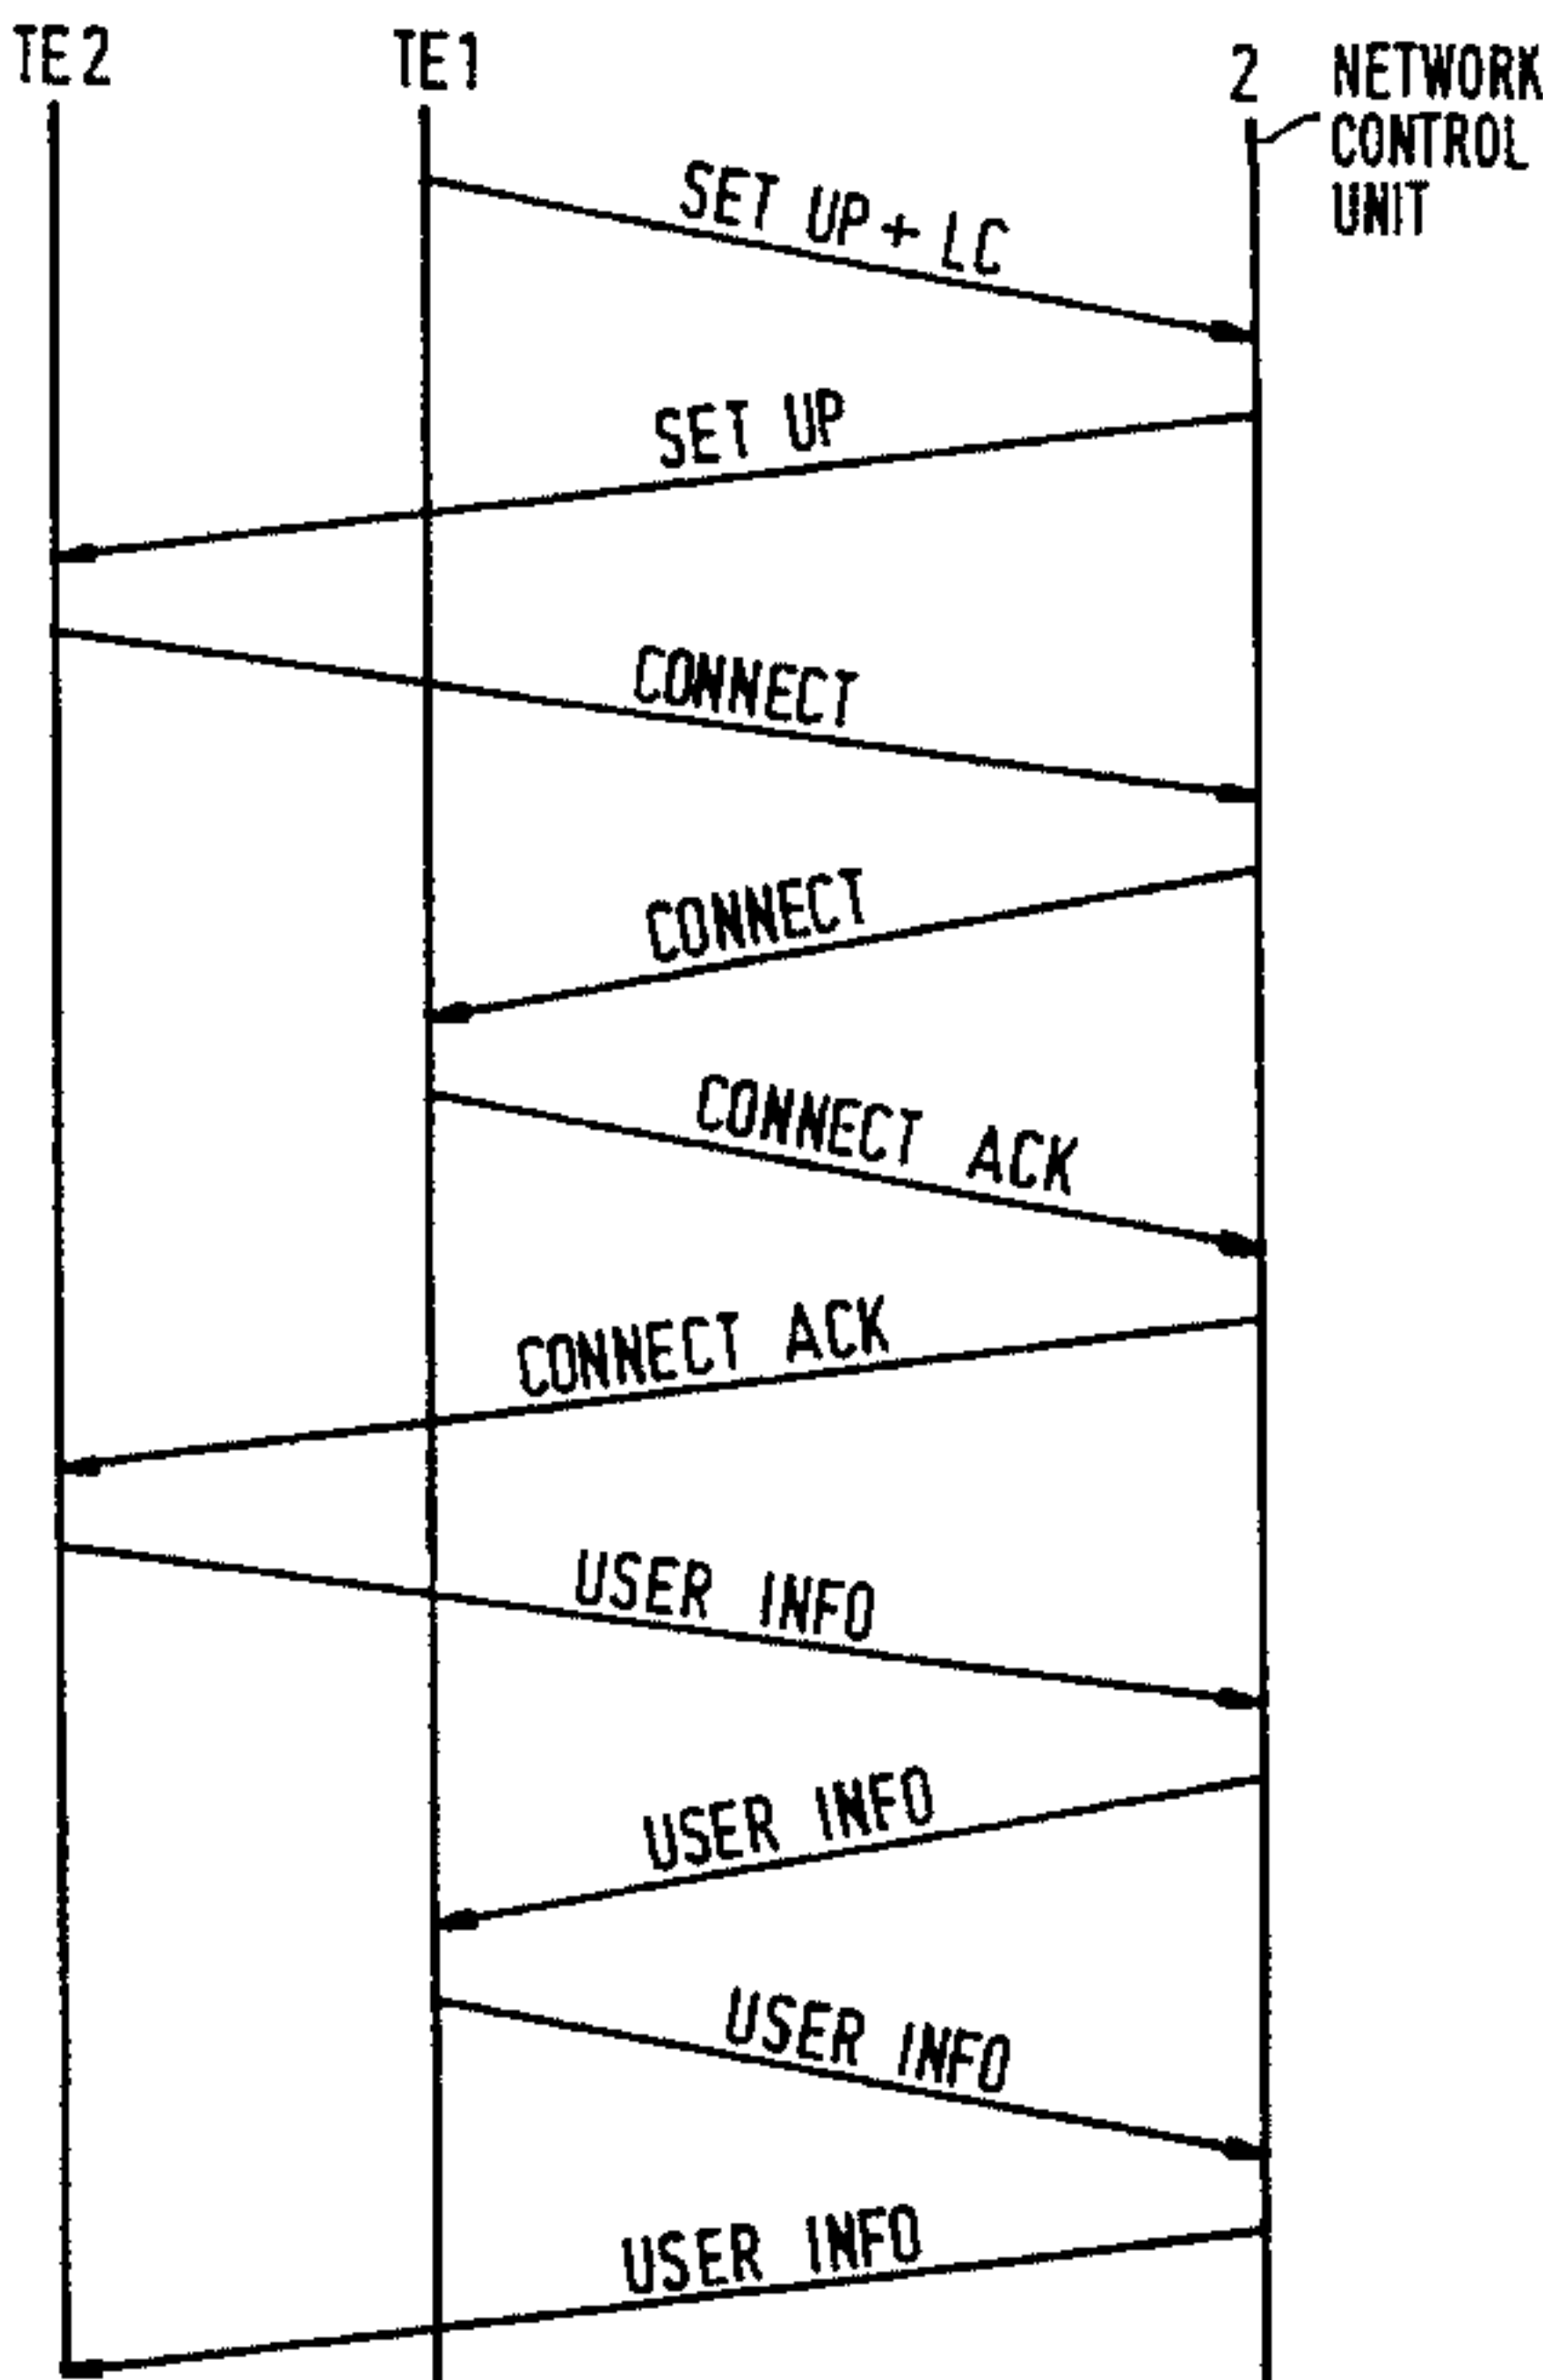 TE2
TE1
2
NETWORK
CONTROL
UNIT
SET UP + LC
SET UP
CONNECT
CONNECT
CONNECT ACK
CONNECT ACK
USER INFO
USER INFO
USER INFO
USER INFO